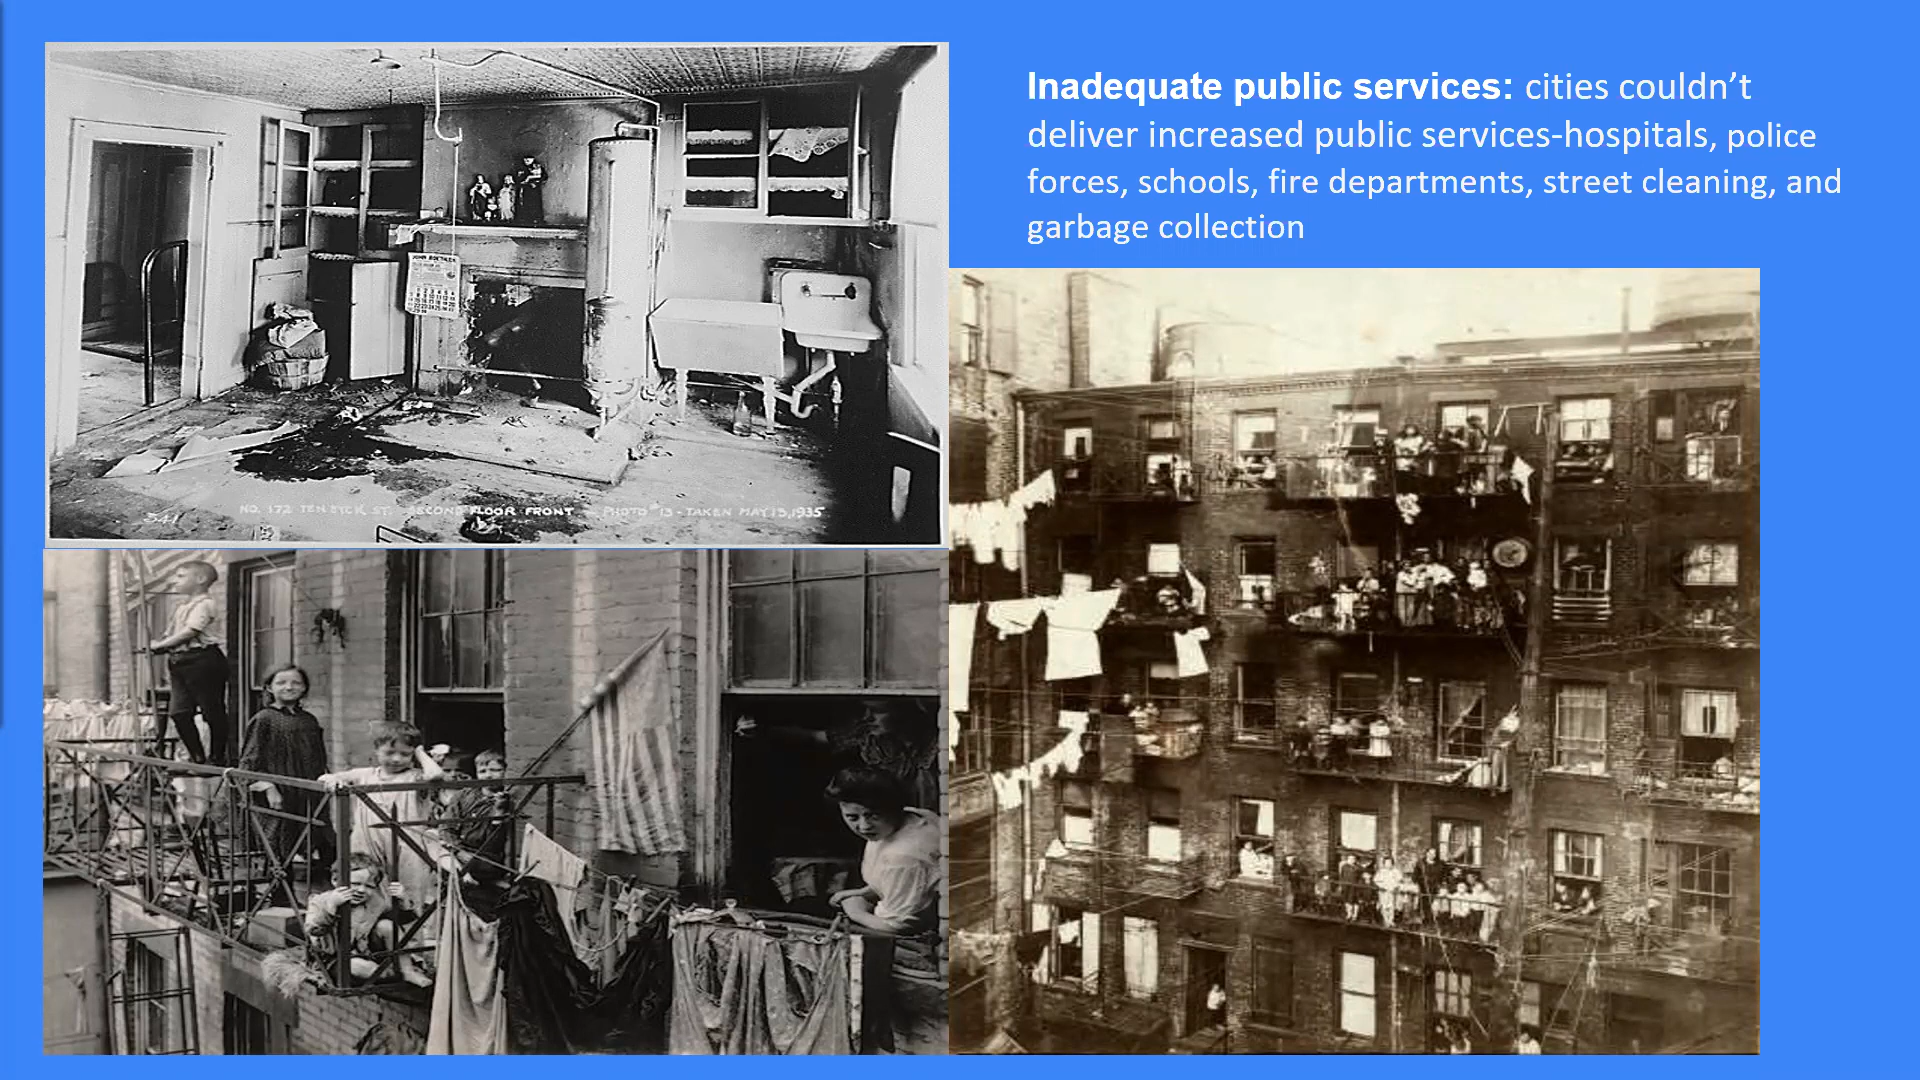 Inadequate public services: cities couldn’t
deliver increased public services-hospitals, police
forces, schools, fire departments, street cleaning, and
garbage collection
541
NO. 172 TEN EYCK ST. SECOND FLOOR FRONT - PHOTO #13 - TAKEN MAY 13, 1935